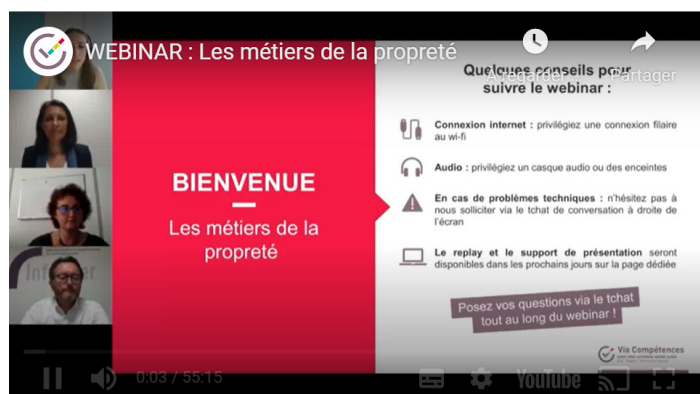 WEBINAR : Les métiers de la propreté
A regarder...
Partager
BIENVENUE
Les métiers de la
propreté
Quelques conseils pour
suivre le webinar :
Connexion internet : privilégiez une connexion filaire
au wi-fi
Audio : privilégiez un casque audio ou des enceintes
En cas de problèmes techniques : n'hésitez pas à
nous solliciter via le tchat de conversation à droite de
l'écran
Le replay et le support de présentation seront
disponibles dans les prochains jours sur la page dédiée
Posez vos questions via le tchat
tout au long du webinar !
Via Compétences
0:03 / 55:15
YouTube